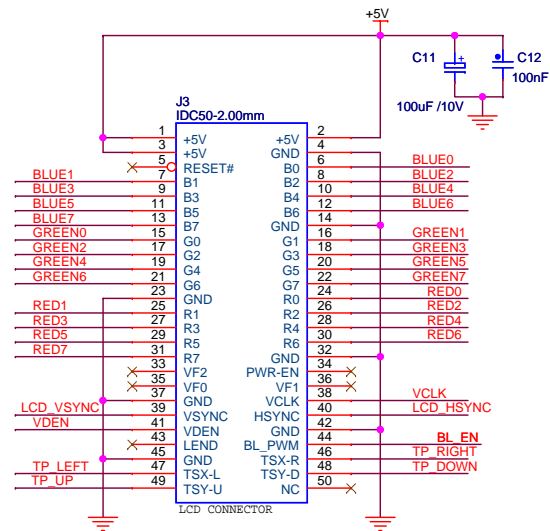 +5V
C11
C12
100nF
100uF /10V
J3
IDC50-2.00mm
1 +5V +5V 2
3 +5V GND 4
5 RESET# B0 6 BLUE0
BLUE1 7 B1 B2 8 BLUE2
BLUE3 9 B3 B4 10 BLUE4
BLUE5 11 B5 B6 12 BLUE6
BLUE7 13 B7 GND 14
GREEN0 15 G0 G1 16 GREEN1
GREEN2 17 G2 G3 18 GREEN3
GREEN4 19 G4 G5 20 GREEN5
GREEN6 21 G6 G7 22 GREEN7
23 GND R0 24 RED0
RED1 25 R1 R2 26 RED2
RED3 27 R3 R4 28 RED4
RED5 29 R5 R6 30 RED6
RED7 31 R7 GND 32
33 VF2 PWR-EN 34
35 VF0 VF1 36
37 GND VCLK 38 VCLK
LCD_VSYNC 39 VSYNC HSYNC 40 LCD_HSYNC
VDEN 41 VDEN GND 42
43 LEND BL_PWM 44 BL_EN
45 GND TSX-R 46 TP_RIGHT
TP_LEFT 47 TSX-L TSY-D 48 TP_DOWN
TP_UP 49 TSY-U NC 50
LCD CONNECTOR